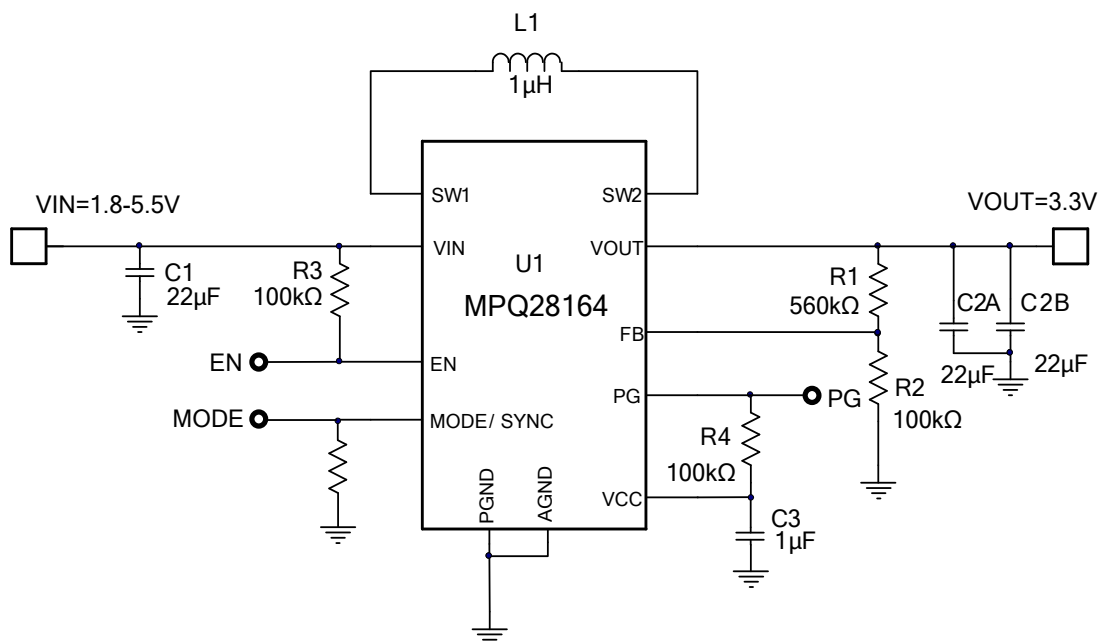 L1
1µH
SW1
SW2
VIN=1.8-5.5V
VOUT=3.3V
VIN
VOUT
U1
MPQ28164
C1
22µF
R3
100kΩ
R1
560kΩ
C2A
C2B
22µF
22µF
FB
EN
EN
R2
100kΩ
PG
PG
MODE
MODE/ SYNC
R4
100kΩ
PGND
AGND
VCC
C3
1µF